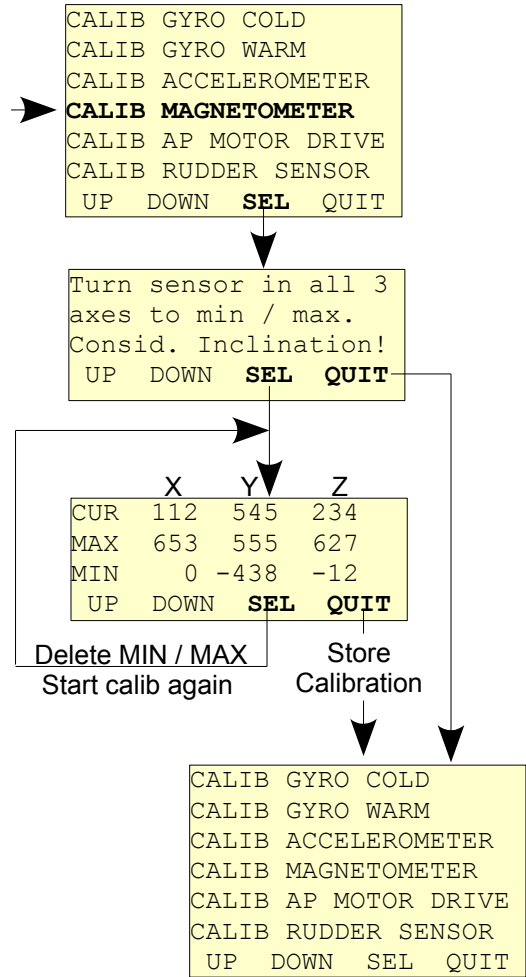 CALIB GYRO COLD
CALIB GYRO WARM
CALIB ACCELEROMETER
CALIB MAGNETOMETER
CALIB AP MOTOR DRIVE
CALIB RUDDER SENSOR
UP DOWN SEL QUIT
Turn sensor in all 3
axes to min / max.
Consid. Inclination!
UP DOWN SEL QUIT
X Y Z
CUR 112 545 234
MAX 653 555 627
MIN 0 -438 -12
UP DOWN SEL QUIT
Delete MIN / MAX
Start calib again
Store
Calibration
CALIB GYRO COLD
CALIB GYRO WARM
CALIB ACCELEROMETER
CALIB MAGNETOMETER
CALIB AP MOTOR DRIVE
CALIB RUDDER SENSOR
UP DOWN SEL QUIT